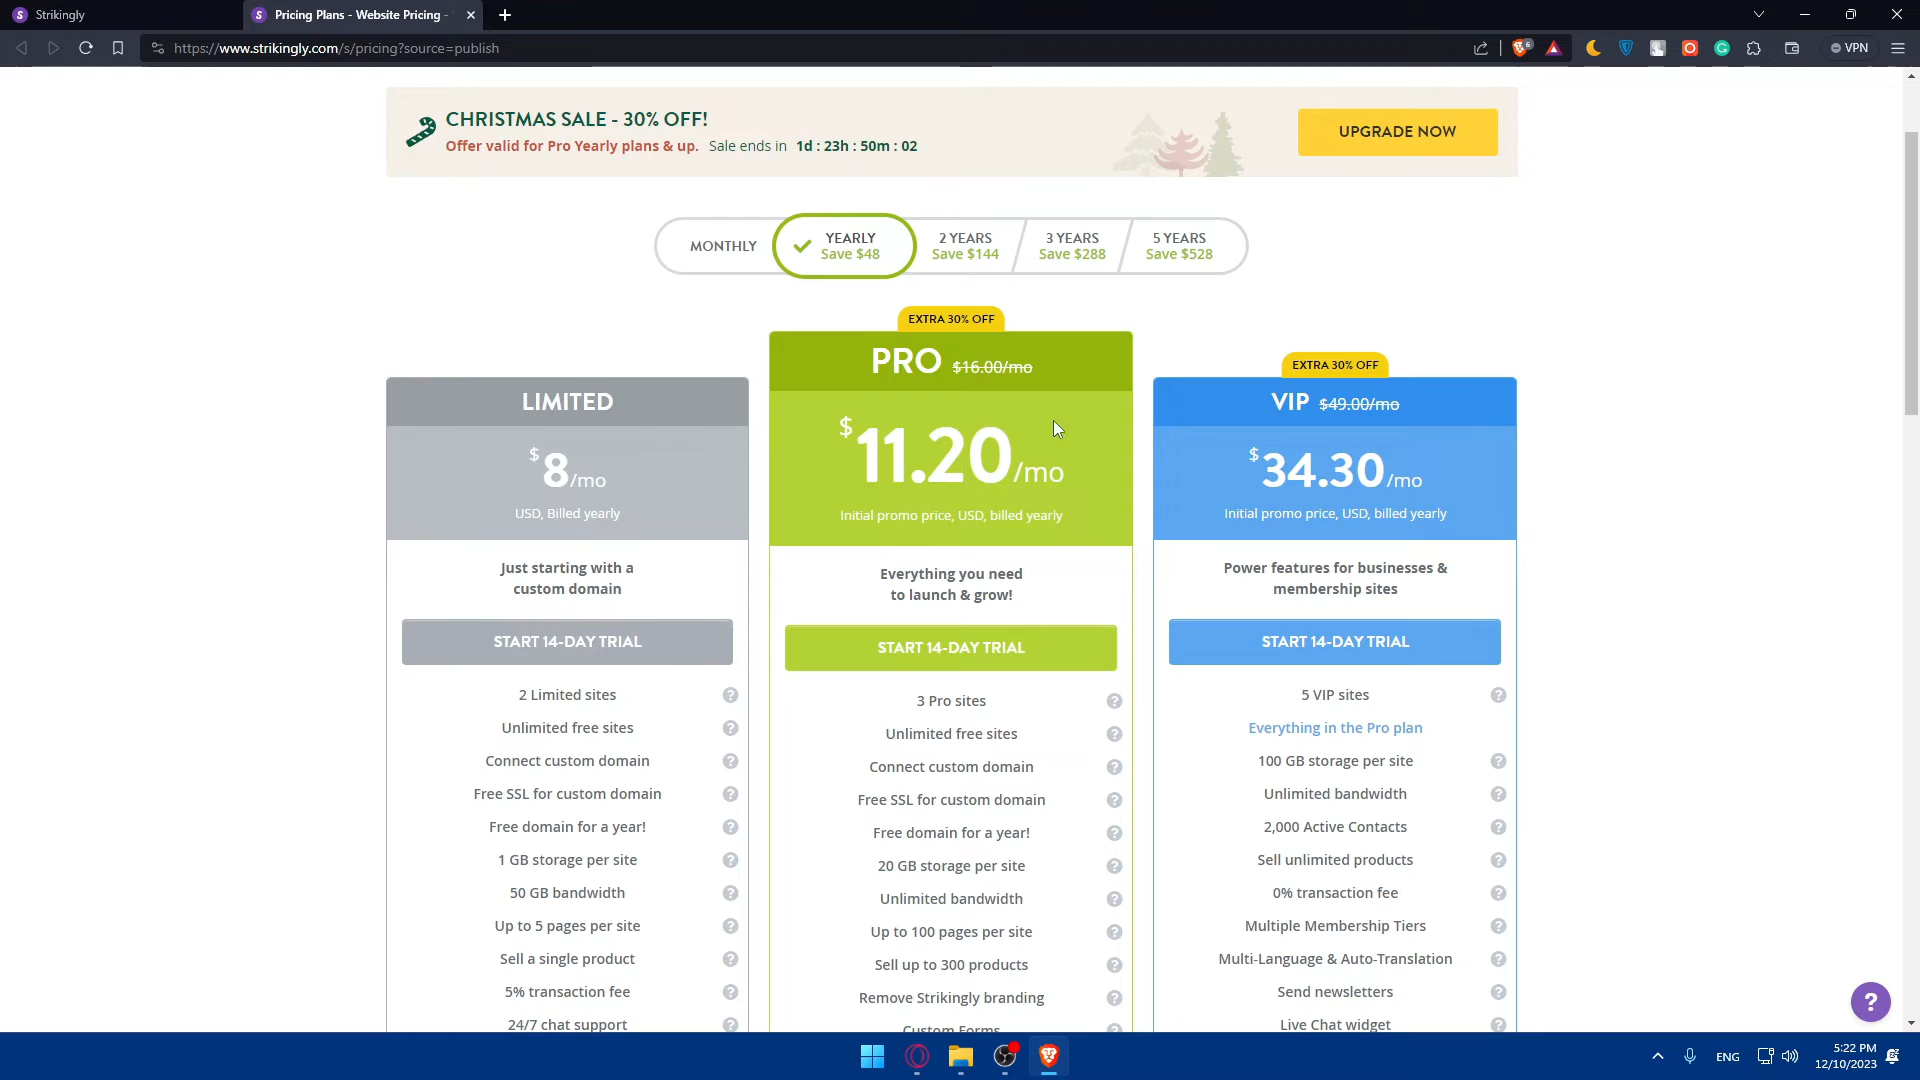 Strikingly
Pricing Plans - Website Pricing -
https://www.strikingly.com/s/pricing?source=publish
6
VPN
CHRISTMAS SALE - 30% OFF!
Offer valid for Pro Yearly plans & up. Sale ends in 1d : 23h : 50m : 02
UPGRADE NOW
MONTHLY
YEARLY
Save $48
2 YEARS
Save $144
3 YEARS
Save $288
5 YEARS
Save $528
LIMITED
$8/mo
USD, Billed yearly
Just starting with a
custom domain
START 14-DAY TRIAL
2 Limited sites
Unlimited free sites
Connect custom domain
Free SSL for custom domain
Free domain for a year!
1 GB storage per site
50 GB bandwidth
Up to 5 pages per site
Sell a single product
5% transaction fee
24/7 chat support
EXTRA 30% OFF
PRO $16.00/mo
$11.20/mo
Initial promo price, USD, billed yearly
Everything you need
to launch & grow!
START 14-DAY TRIAL
3 Pro sites
Unlimited free sites
Connect custom domain
Free SSL for custom domain
Free domain for a year!
20 GB storage per site
Unlimited bandwidth
Up to 100 pages per site
Sell up to 300 products
Remove Strikingly branding
Custom Forms
EXTRA 30% OFF
VIP $49.00/mo
$34.30/mo
Initial promo price, USD, billed yearly
Power features for businesses &
membership sites
START 14-DAY TRIAL
5 VIP sites
Everything in the Pro plan
100 GB storage per site
Unlimited bandwidth
2,000 Active Contacts
Sell unlimited products
0% transaction fee
Multiple Membership Tiers
Multi-Language & Auto-Translation
Send newsletters
Live Chat widget
?
ENG
5:22 PM
12/10/2023